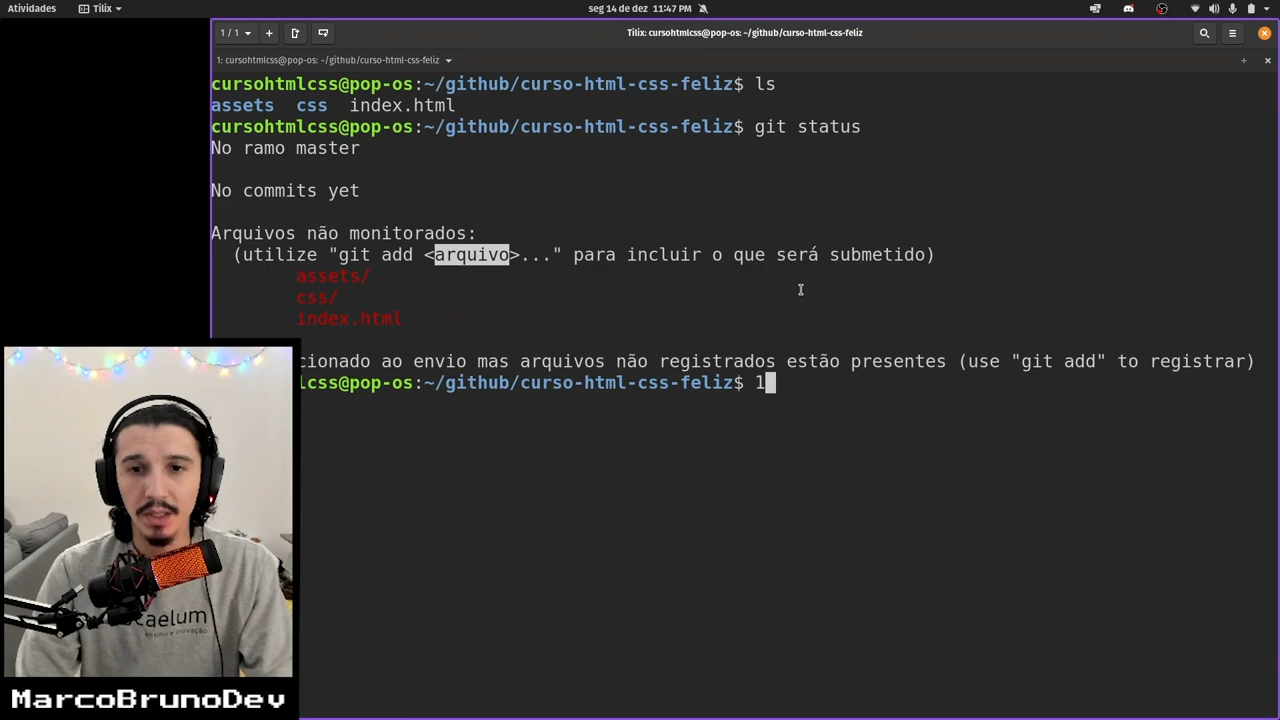 Atividades
Tilix
seg 14 de dez 11:47 PM
1 / 1
Tilix: cursohtmlcss@pop-os: ~/github/curso-html-css-feliz
1: cursohtmlcss@pop-os: ~/github/curso-html-css-feliz
cursohtmlcss@pop-os:~/github/curso-html-css-feliz$ ls
assets css index.html
cursohtmlcss@pop-os:~/github/curso-html-css-feliz$ git status
No ramo master
No commits yet
Arquivos não monitorados:
(utilize "git add <arquivo>..." para incluir o que será submetido)
assets/
css/
index.html
cionado ao envio mas arquivos não registrados estão presentes (use "git add" to registrar)
lcss@pop-os:~/github/curso-html-css-feliz$ 1
caelum
MarcoBrunoDev